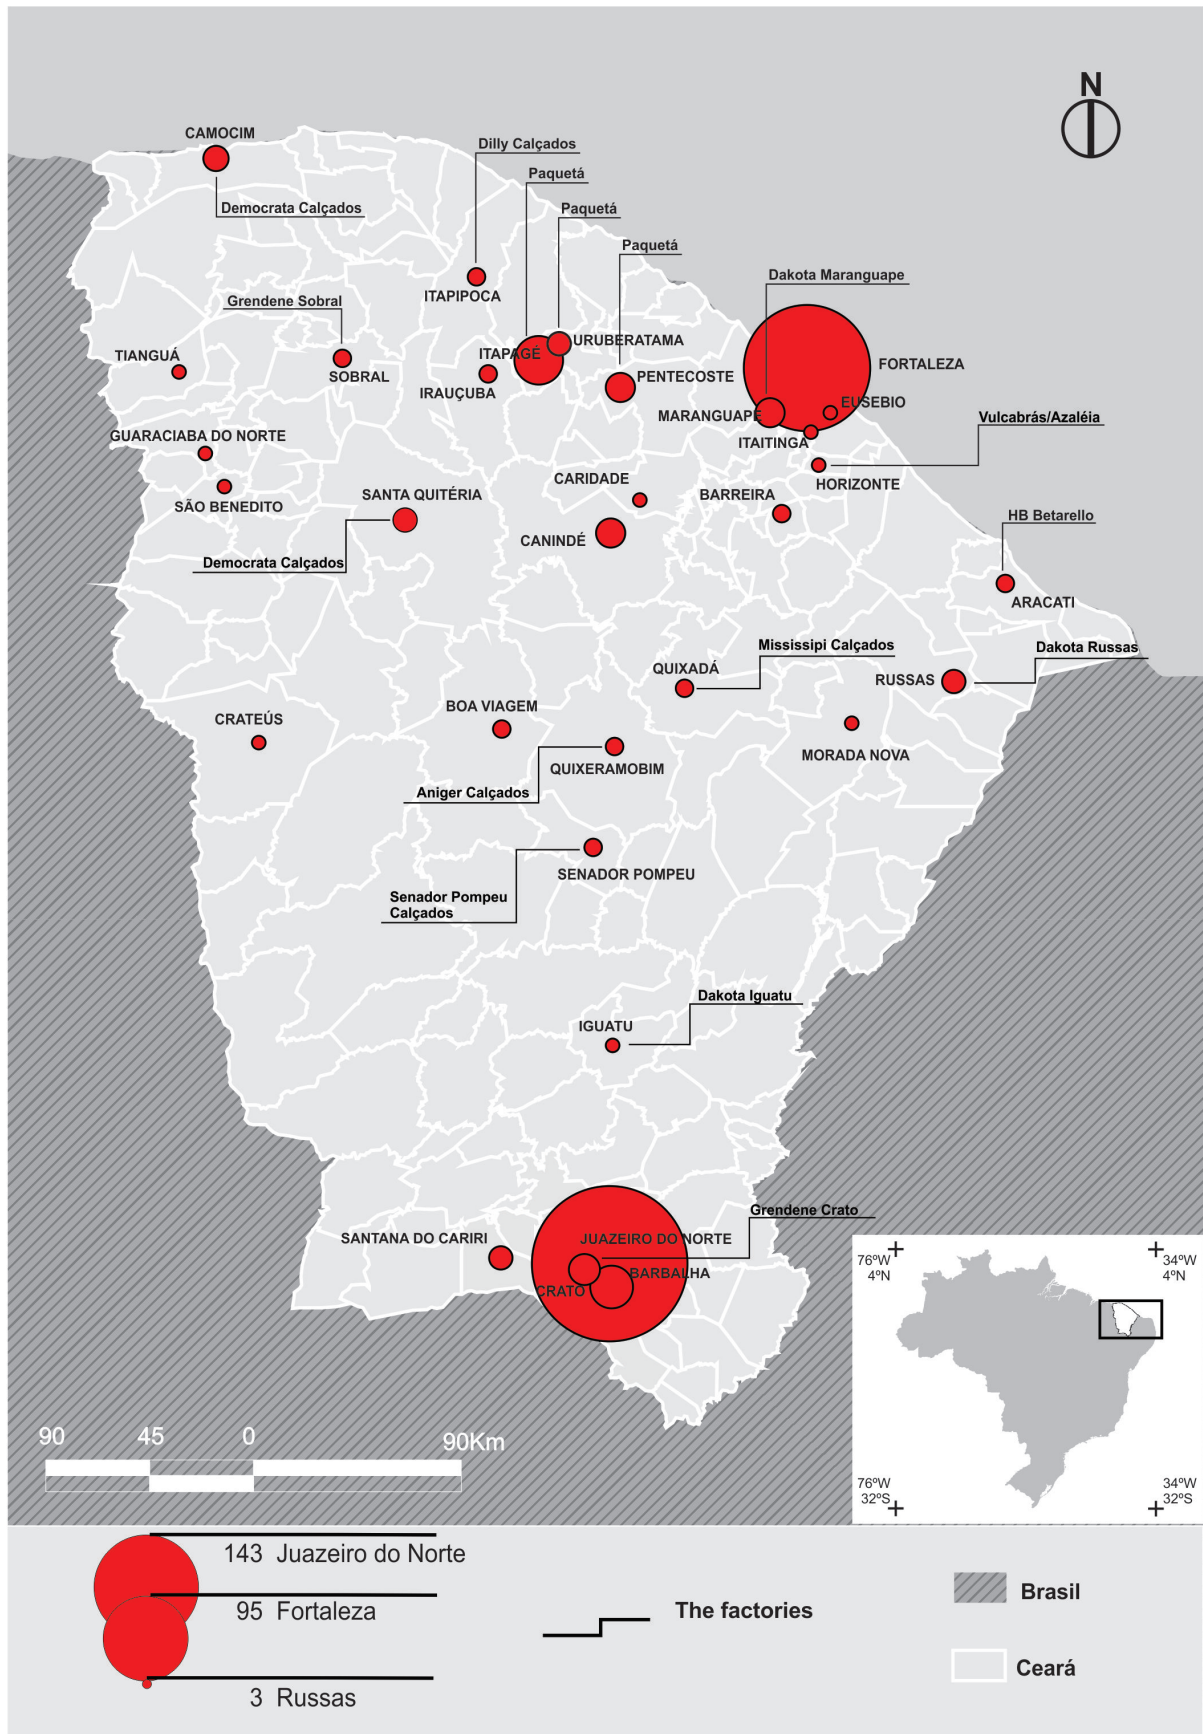 N
CAMOCIM
Dilly Calçados
Paquetá
Democrata Calçados
Paquetá
Paquetá
Dakota Maranguape
ITAPIPOCA
Grendene Sobral
URUBERATAMA
TIANGUÁ
ITAPAGÉ
FORTALEZA
SOBRAL
PENTECOSTE
IRAUÇUBA
EUSEBIO
MARANGUAPE
Vulcabrás/Azaléia
GUARACIABA DO NORTE
ITAITINGA
CARIDADE
HORIZONTE
SANTA QUITÉRIA
BARREIRA
SÃO BENEDITO
HB Betarello
CANINDÉ
Democrata Calçados
ARACATI
Mississipi Calçados
Dakota Russas
QUIXADÁ
RUSSAS
BOA VIAGEM
CRATEÚS
MORADA NOVA
QUIXERAMOBIM
Aniger Calçados
SENADOR POMPEU
Senador Pompeu
Calçados
Dakota Iguatu
IGUATU
Grendene Crato
SANTANA DO CARIRI
JUAZEIRO DO NORTE
BARBALHA
CRATO
76ºW
4ºN
34ºW
4ºN
76ºW
32ºS
34ºW
32ºS
90 45 0 90Km
143 Juazeiro do Norte
95 Fortaleza
3 Russas
The factories
Brasil
Ceará